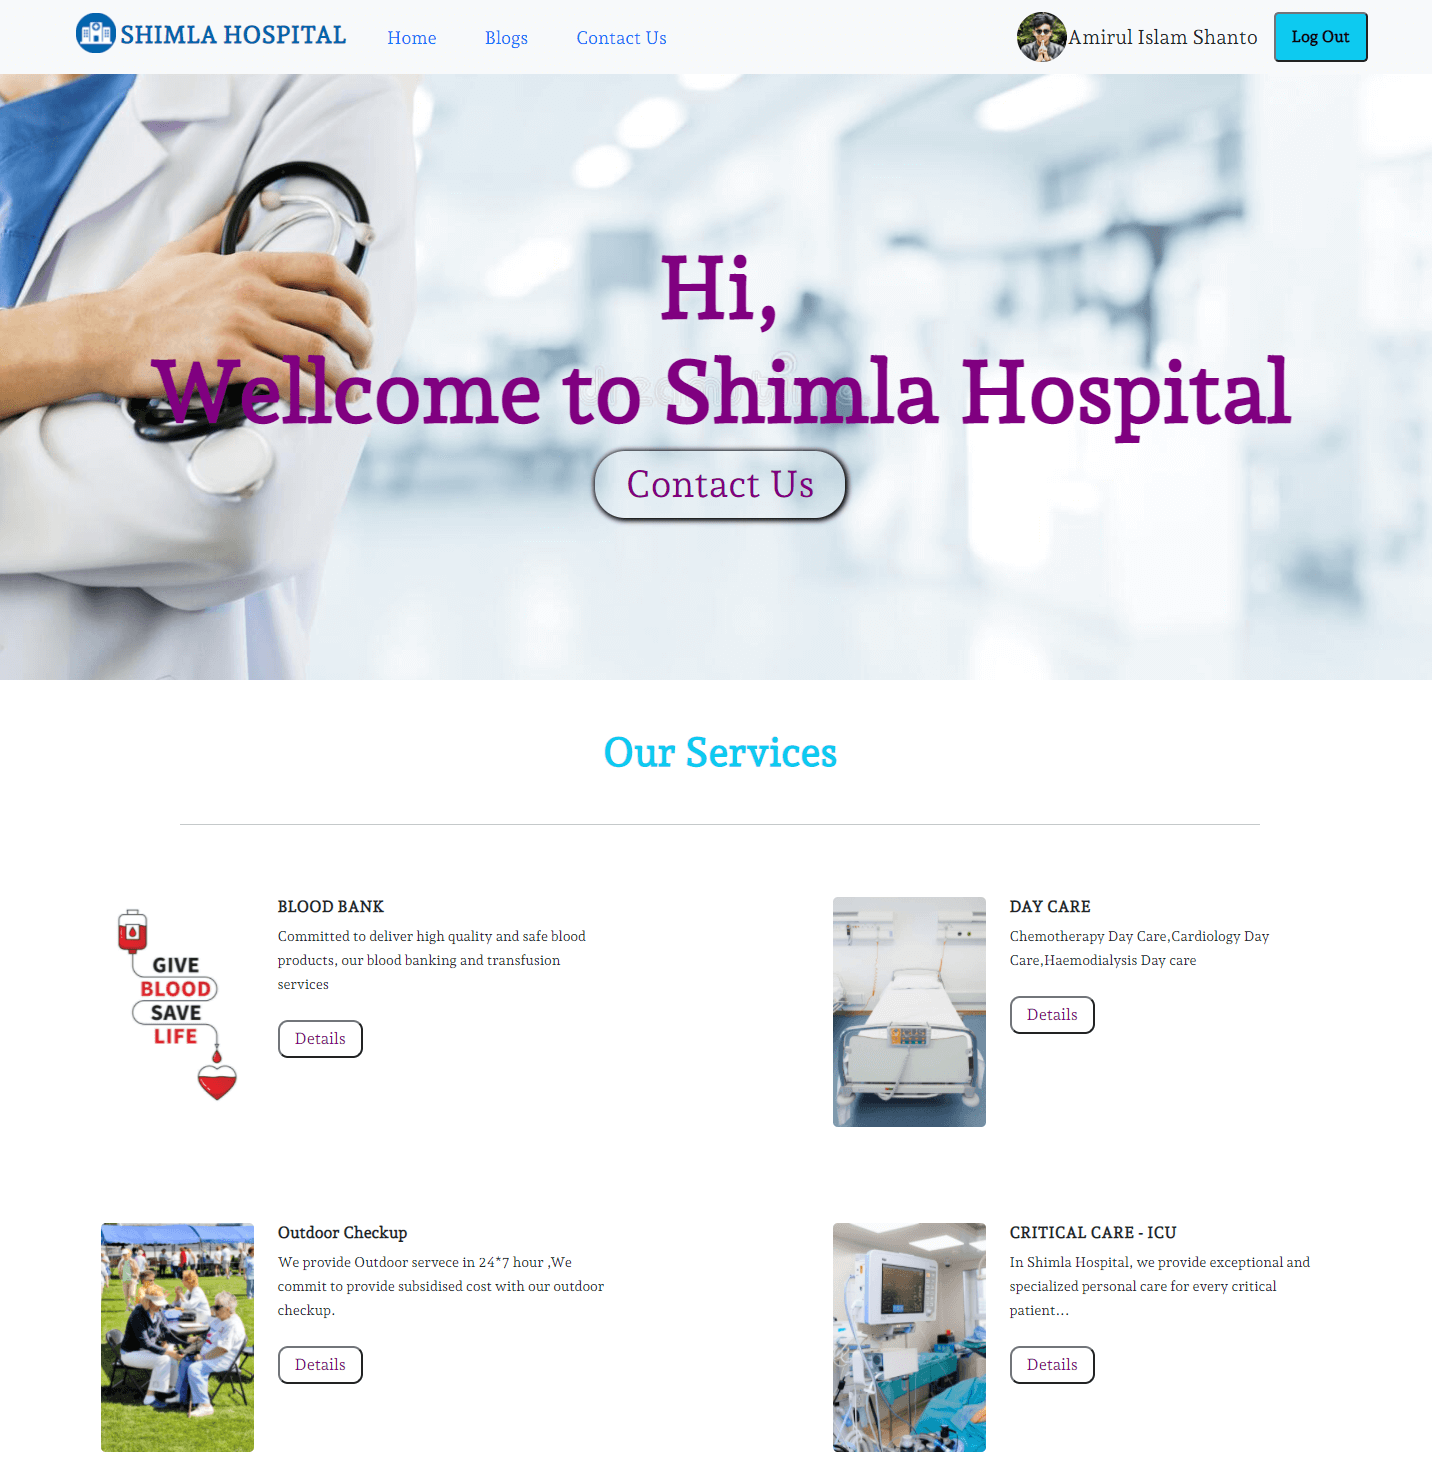 SHIMLA HOSPITAL
Home
Blogs
Contact Us
Amirul Islam Shanto
Log Out
Hi,
Wellcome to Shimla Hospital
Contact Us
Our Services
GIVE
BLOOD
SAVE
LIFE
BLOOD BANK
Committed to deliver high quality and safe blood
products, our blood banking and transfusion
services
Details
DAY CARE
Chemotherapy Day Care,Cardiology Day
Care,Haemodialysis Day care
Details
Outdoor Checkup
We provide Outdoor servece in 24*7 hour ,We
commit to provide subsidised cost with our outdoor
checkup.
Details
CRITICAL CARE - ICU
In Shimla Hospital, we provide exceptional and
specialized personal care for every critical
patient...
Details